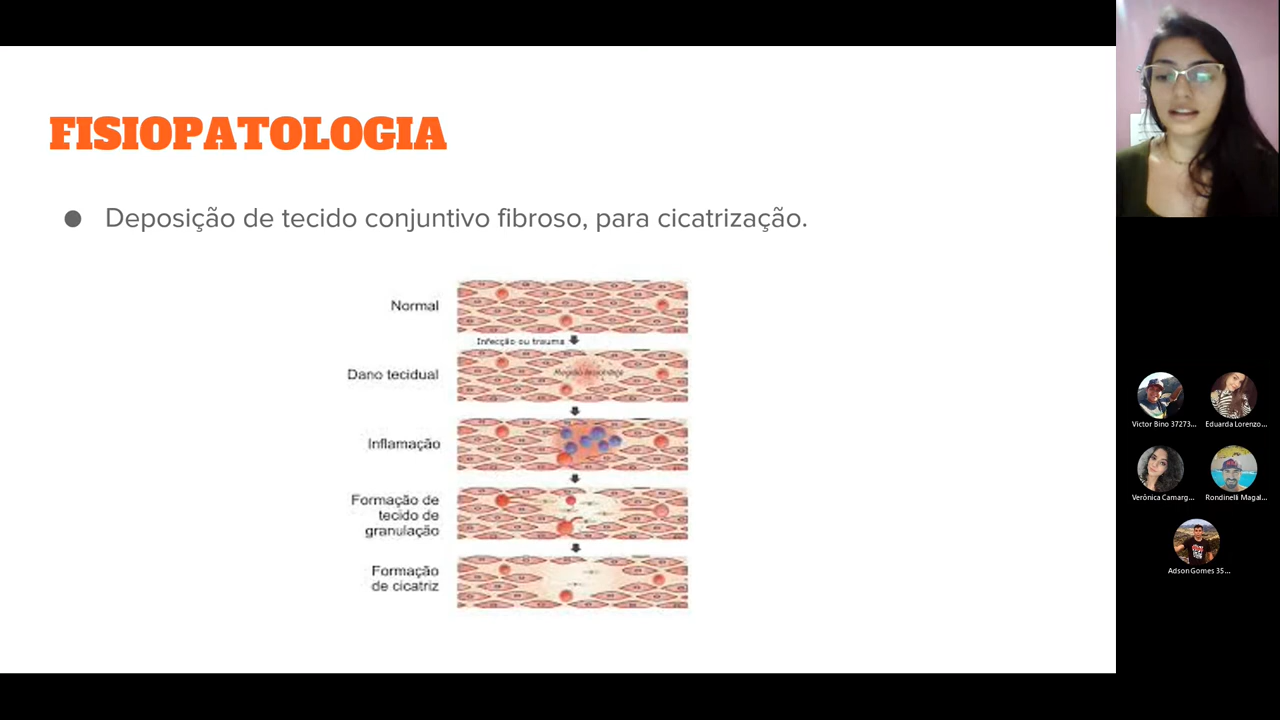 FISIOPATOLOGIA
● Deposição de tecido conjuntivo fibroso, para cicatrização.
Normal
Infecção ou trauma
Dano tecidual
Inflamação
Formação de
tecido de
granulação
Formação
de cicatriz
Victor Bino 37273...
Eduarda Lorenzo...
Verônica Camarg...
Rondinelli Magal...
Adson Gomes 35...